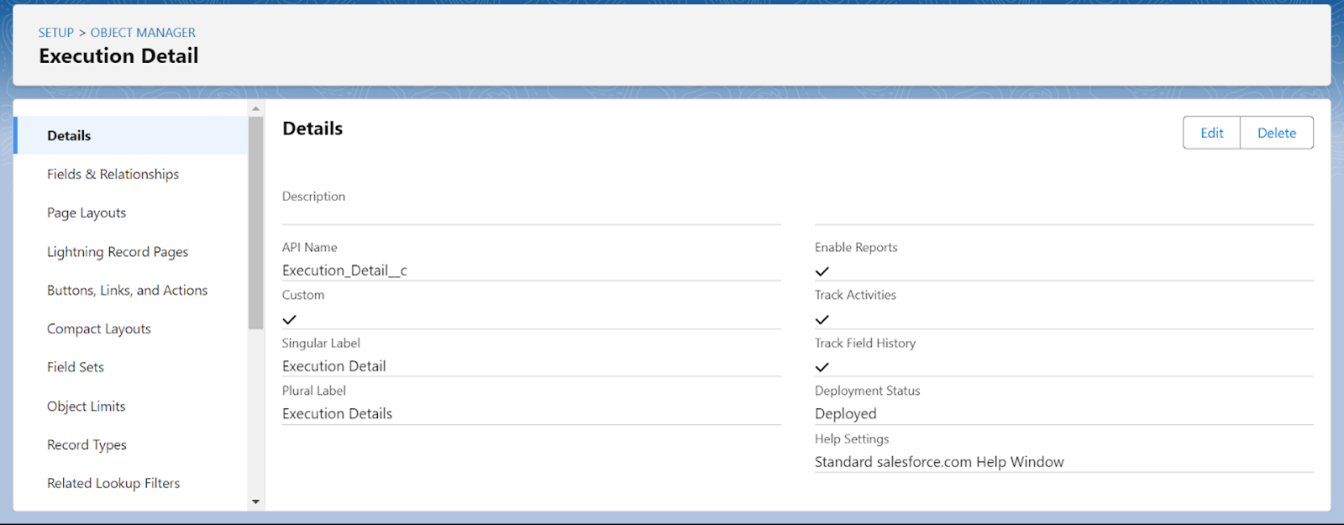 SETUP > OBJECT MANAGER
Execution Detail
Details
Fields & Relationships
Page Layouts
Lightning Record Pages
Buttons, Links, and Actions
Compact Layouts
Field Sets
Object Limits
Record Types
Related Lookup Filters
Details
Edit
Delete
Description
API Name
Execution_Detail__c
Custom
Singular Label
Execution Detail
Plural Label
Execution Details
Enable Reports
Track Activities
Track Field History
Deployment Status
Deployed
Help Settings
Standard salesforce.com Help Window